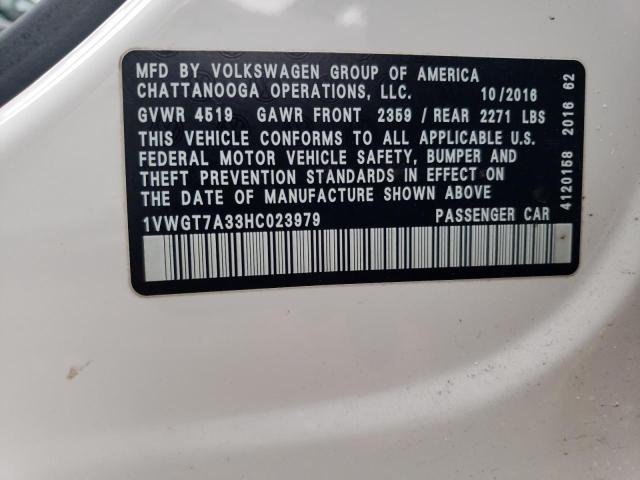 MFD BY VOLKSWAGEN GROUP OF AMERICA
CHATTANOOGA OPERATIONS, LLC. 10/2016
GVWR 4519 GAWR FRONT 2359 / REAR 2271 LBS
THIS VEHICLE CONFORMS TO ALL APPLICABLE U.S.
FEDERAL MOTOR VEHICLE SAFETY, BUMPER AND
THEFT PREVENTION STANDARDS IN EFFECT ON
THE DATE OF MANUFACTURE SHOWN ABOVE
1VWGT7A33HC023979 PASSENGER CAR
4120158 2016 62